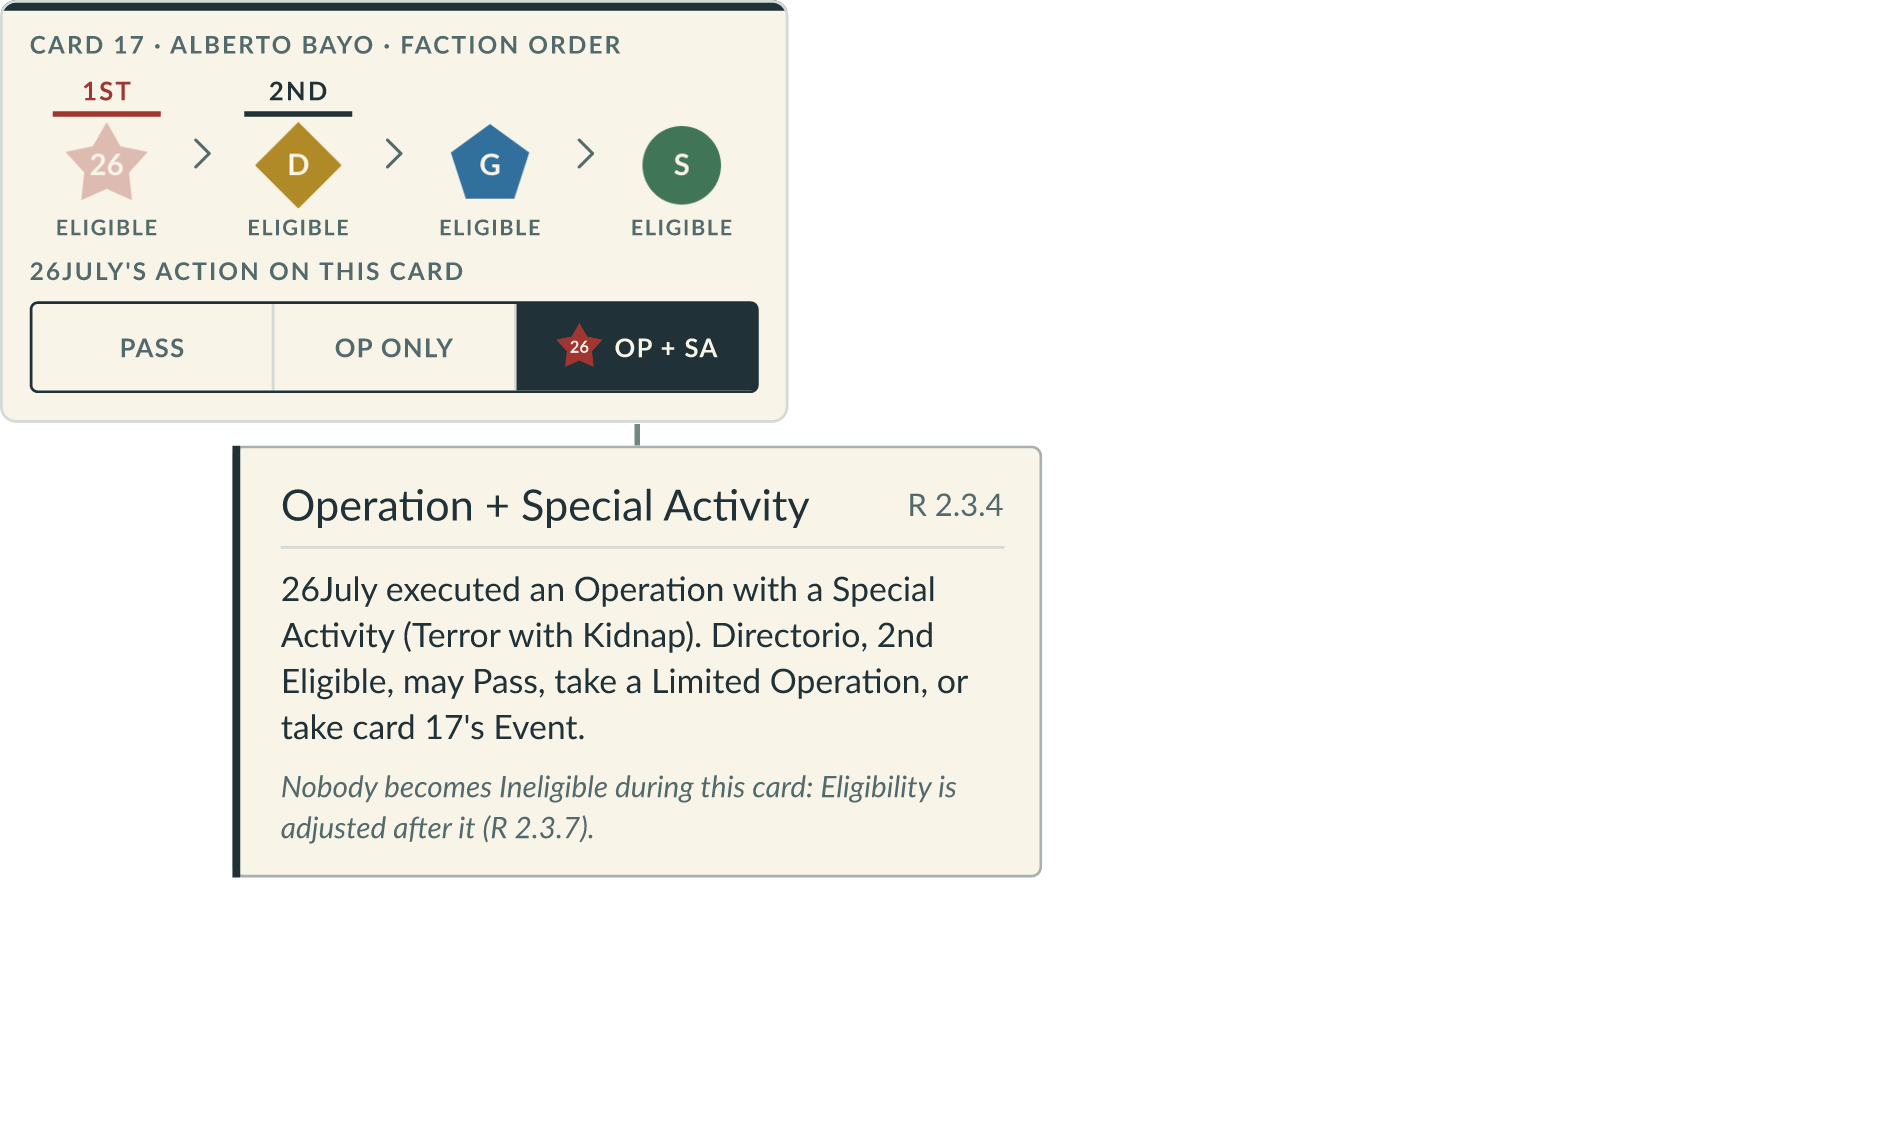 CARD 17 · ALBERTO BAYO · FACTION ORDER
1ST 2ND
26 D G S
ELIGIBLE ELIGIBLE ELIGIBLE ELIGIBLE
26JULY'S ACTION ON THIS CARD
PASS OP ONLY 26 OP + SA
Operation + Special Activity R 2.3.4
26July executed an Operation with a Special
Activity (Terror with Kidnap). Directorio, 2nd
Eligible, may Pass, take a Limited Operation, or
take card 17's Event.
Nobody becomes Ineligible during this card: Eligibility is
adjusted after it (R 2.3.7).